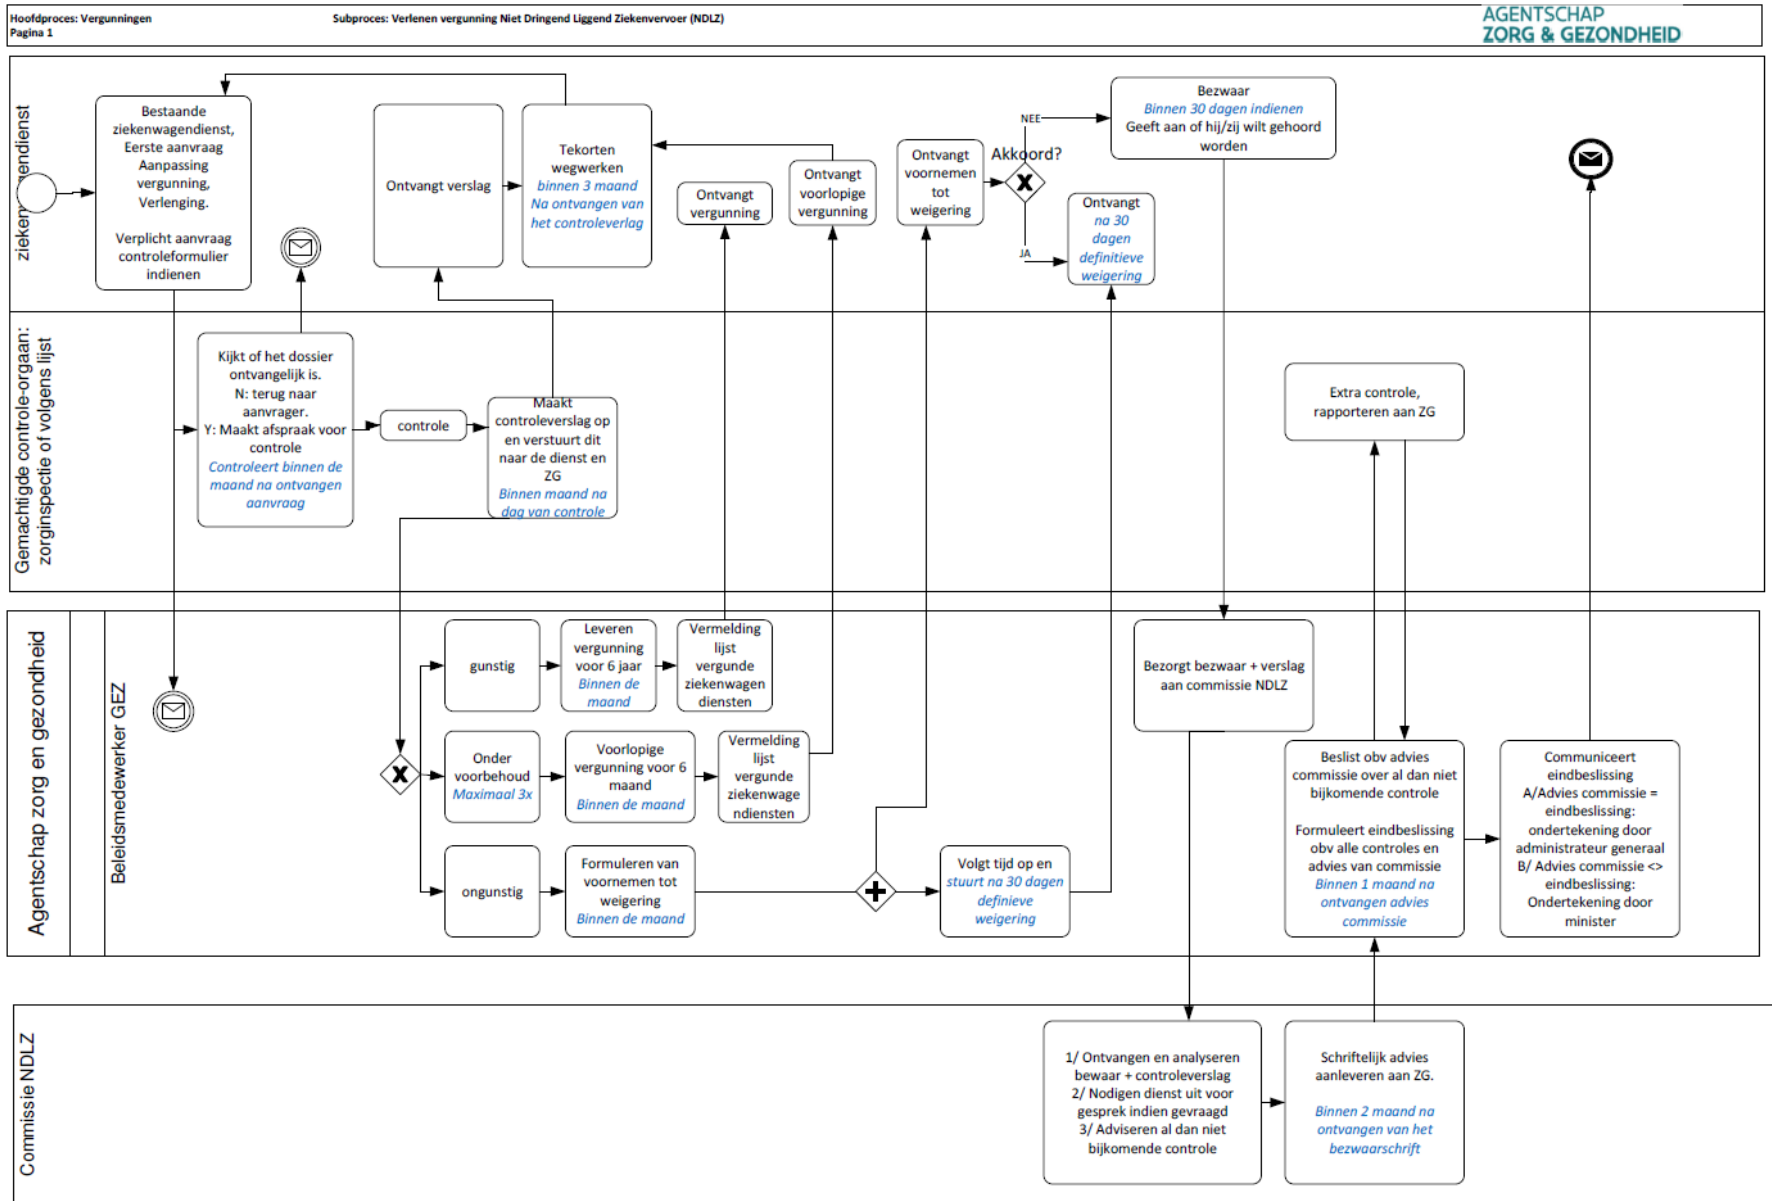 Hoofdproces: Vergunningen
Pagina 1
Subproces: Verlenen vergunning Niet Dringend Liggend Ziekenvervoer (NDLZ)
AGENTSCHAP
ZORG & GEZONDHEID
Bestaande
ziekenwagendienst,
Eerste aanvraag
Aanpassing
vergunning,
Verlenging.
Verplicht aanvraag
controleformulier
indienen
Ontvangt verslag
Tekorten
wegwerken
binnen 3 maand
Na ontvangen van
het controleverlag
Ontvangt
vergunning
Ontvangt
voorlopige
vergunning
Ontvangt
voornemen
tot
weigering
Akkoord?
NEE
JA
Bezwaar
Binnen 30 dagen indienen
Geeft aan of hij/zij wilt gehoord
worden
Ontvangt
na 30
dagen
definitieve
weigering
Gemachtigde controle-orgaan:
zorginspectie of volgens lijst
Kijkt of het dossier
ontvangelijk is.
N: terug naar
aanvrager.
Y: Maakt afspraak voor
controle
Controleert binnen de
maand na ontvangen
aanvraag
controle
Maakt
controleverslag op
en verstuurt dit
naar de dienst en
ZG
Binnen maand na
dag van controle
Extra controle,
rapporteren aan ZG
Agentschap zorg en gezondheid
Beleidsmedewerker GEZ
gunstig
Leveren
vergunning
voor 6 jaar
Binnen de
maand
Vermelding
lijst
vergunde
ziekenwagen
diensten
Onder
voorbehoud
Maximaal 3x
Voorlopige
vergunning voor 6
maand
Binnen de maand
Vermelding
lijst
vergunde
ziekenwage
ndiensten
ongunstig
Formuleren van
voornemen tot
weigering
Binnen de maand
Volgt tijd op en
stuurt na 30 dagen
definieve
weigering
Bezorgt bezwaar + verslag
aan commissie NDLZ
Beslist obv advies
commissie over al dan niet
bijkomende controle
Formuleert eindbeslissing
obv alle controles en
advies van commissie
Binnen 1 maand na
ontvangen advies
commissie
Communiceert
eindbeslissing
A/Advies commissie =
eindbeslissing:
ondertekening door
administrateur generaal
B/ Advies commissie <>
eindbeslissing:
Ondertekening door
minister
Commissie NDLZ
1/ Ontvangen en analyseren
bewaar + controleverslag
2/ Nodigen dienst uit voor
gesprek indien gevraagd
3/ Adviseren al dan niet
bijkomende controle
Schriftelijk advies
aanleveren aan ZG.
Binnen 2 maand na
ontvangen van het
bezwaarschrift